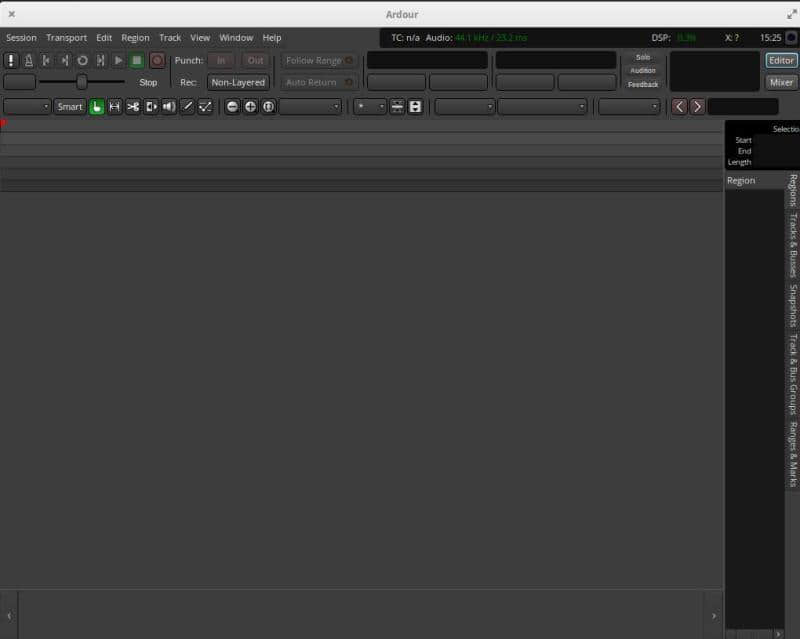 Ardour
Session Transport Edit Region Track View Window Help
TC: n/a Audio: 44.1 kHz / 23.2 ms
DSP: 0.3% X: ? 15:25
Punch: In Out Follow Range
Solo
Audition
Feedback
Editor
Stop Rec: Non-Layered Auto Return
Mixer
Smart
Selectio
Start
End
Length
Region
Regions
Tracks & Busses
Snapshots
Track & Bus Groups
Ranges & Marks